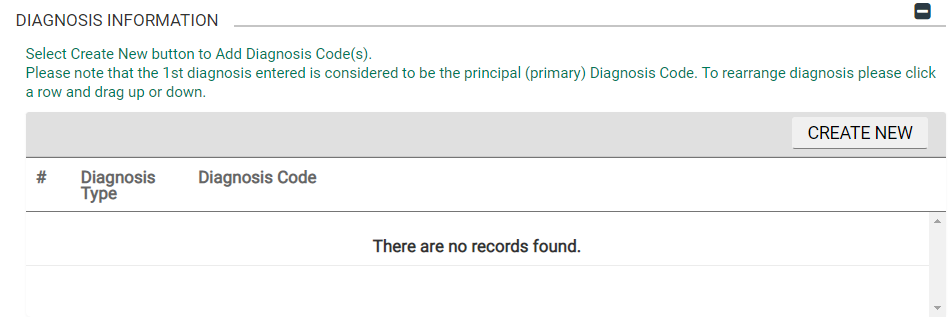 DIAGNOSIS INFORMATION
Select Create New button to Add Diagnosis Code(s).
Please note that the 1st diagnosis entered is considered to be the principal (primary) Diagnosis Code. To rearrange diagnosis please click
a row and drag up or down.
CREATE NEW
# Diagnosis Type Diagnosis Code
There are no records found.